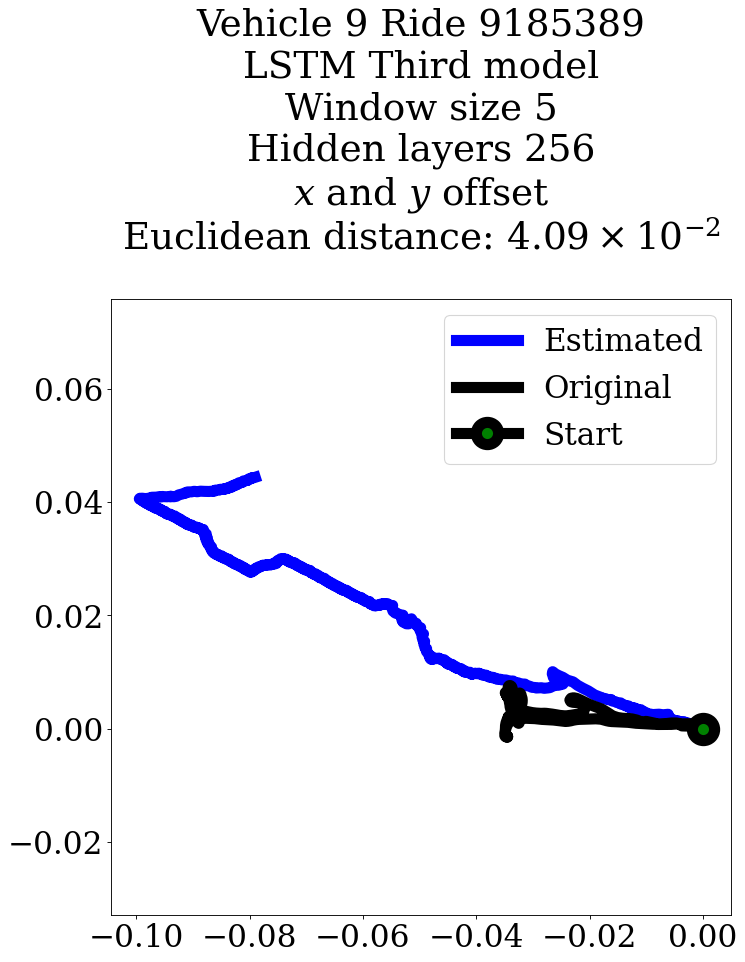 Vehicle 9 Ride 9185389
LSTM Third model
Window size 5
Hidden layers 256
x and y offset
Euclidean distance: 4.09 × 10⁻²
Estimated
Original
Start
0.06
0.04
0.02
0.00
−0.02
−0.10 −0.08 −0.06 −0.04 −0.02 0.00